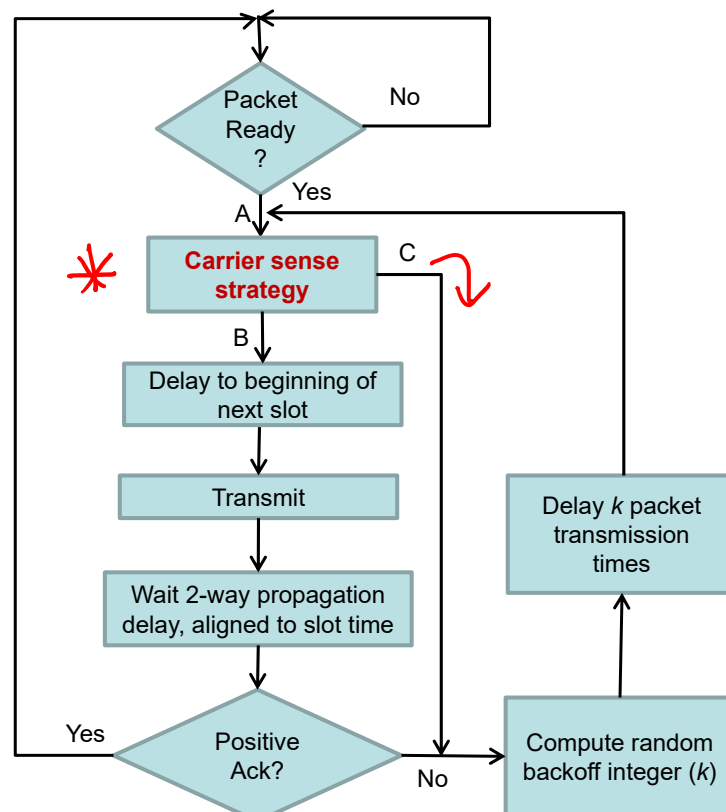 Packet
Ready
?
No
Yes
A
Carrier sense
strategy
C
B
Delay to beginning of
next slot
Transmit
Delay k packet
transmission
times
Wait 2-way propagation
delay, aligned to slot time
Yes
Positive
Ack?
No
Compute random
backoff integer (k)